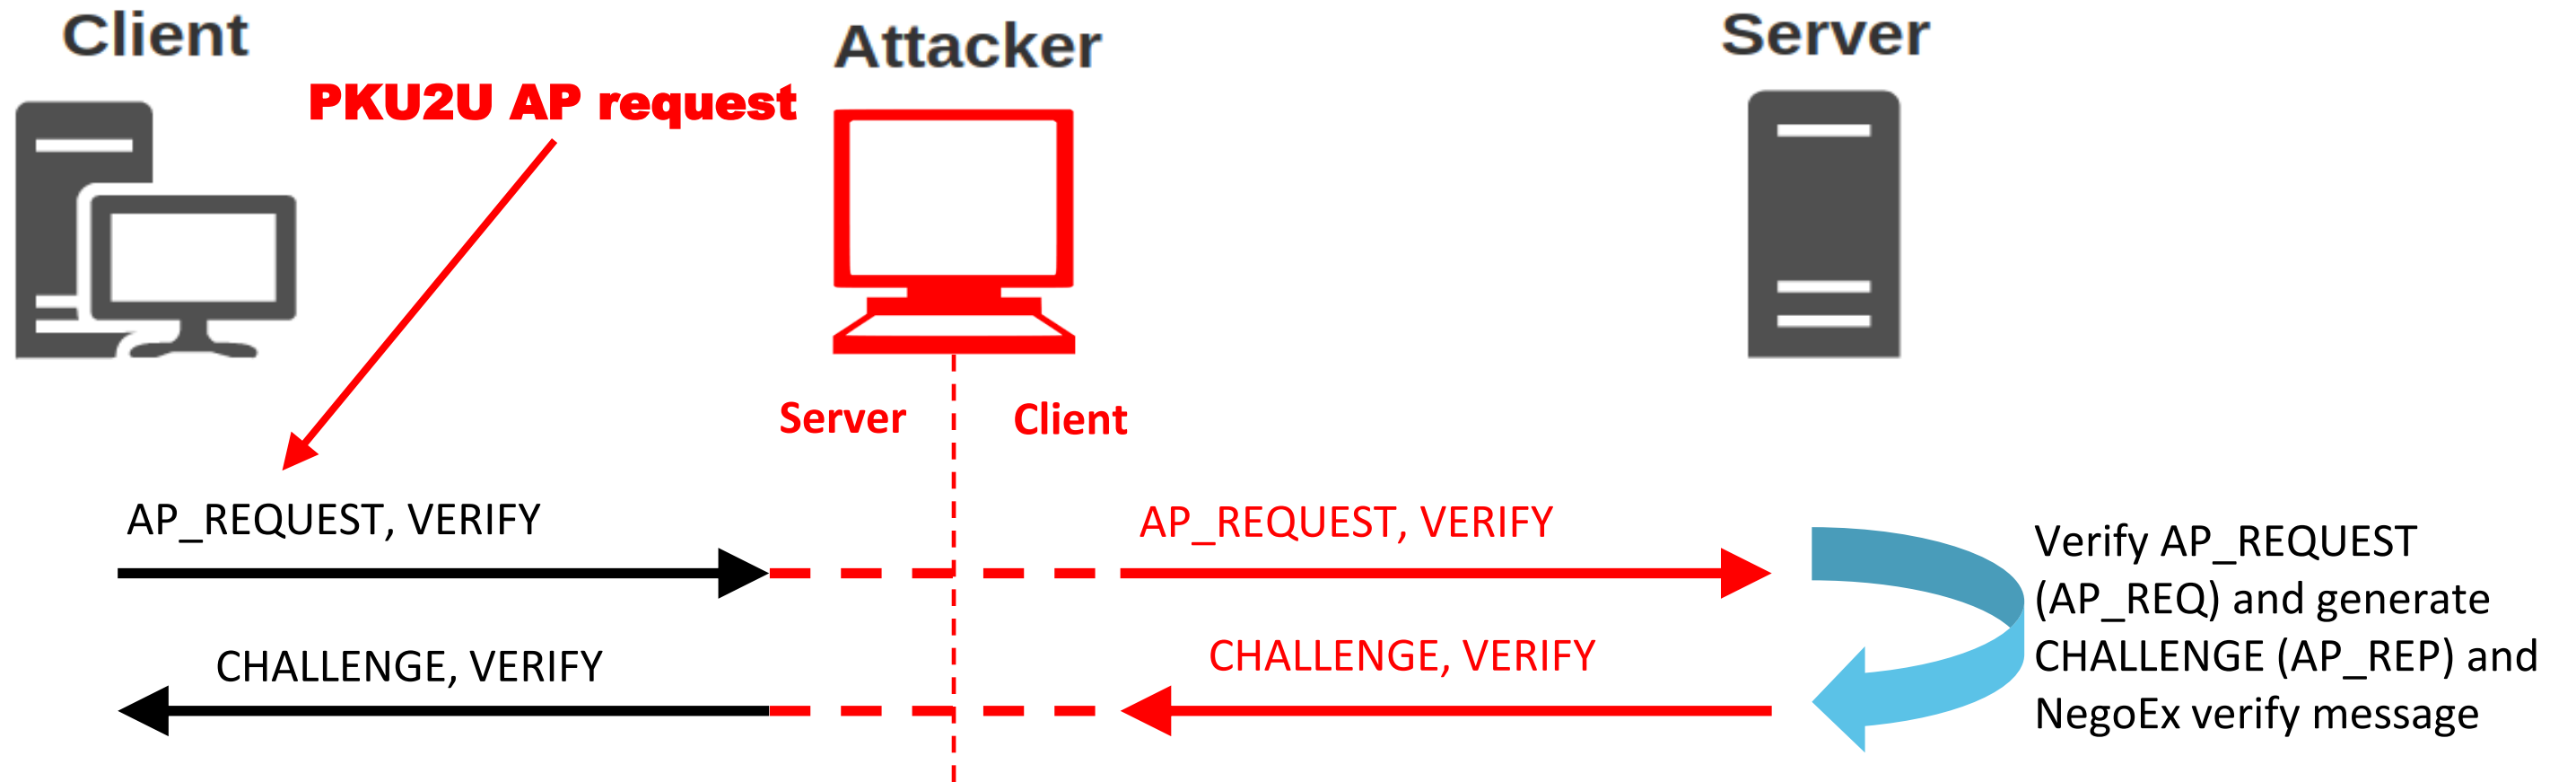 Client
Attacker
Server
PKU2U AP request
Server
Client
AP_REQUEST, VERIFY
AP_REQUEST, VERIFY
CHALLENGE, VERIFY
CHALLENGE, VERIFY
Verify AP_REQUEST
(AP_REQ) and generate
CHALLENGE (AP_REP) and
NegoEx verify message